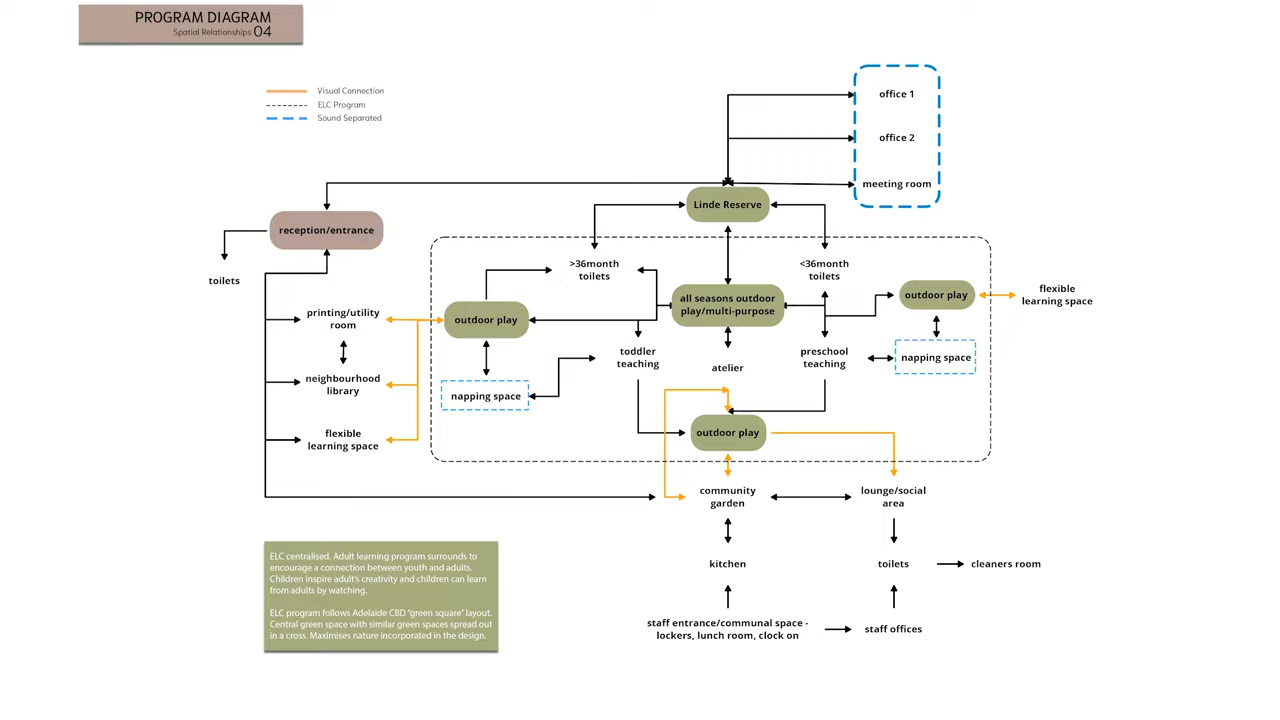 PROGRAM DIAGRAM
Spatial Relationships 04
Visual Connection
ELC Program
Sound Separated
office 1
office 2
meeting room
Linde Reserve
reception/entrance
toilets
>36month
toilets
<36month
toilets
all seasons outdoor
play/multi-purpose
outdoor play
flexible
learning space
printing/utility
room
outdoor play
toddler
teaching
atelier
preschool
teaching
napping space
neighbourhood
library
napping space
flexible
learning space
outdoor play
community
garden
lounge/social
area
kitchen
toilets
cleaners room
staff entrance/communal space -
lockers, lunch room, clock on
staff offices
ELC centralised. Adult learning program surrounds to
encourage a connection between youth and adults.
Children inspire adult's creativity and children can learn
from adults by watching.
ELC program follows Adelaide CBD "green square" layout.
Central green space with similar green spaces spread out
in a cross. Maximises nature incorporated in the design.